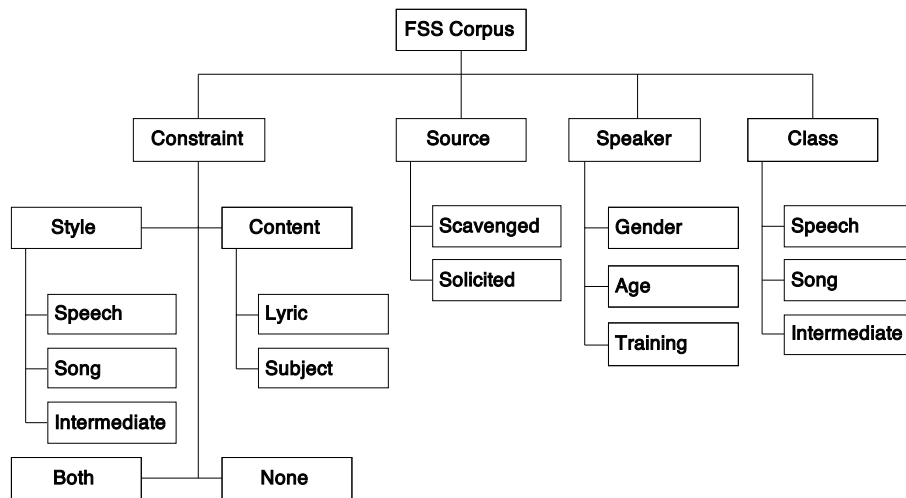 FSS Corpus
Constraint
Source
Speaker
Class
Style
Content
Scavenged
Gender
Speech
Solicited
Age
Song
Speech
Lyric
Training
Intermediate
Song
Subject
Intermediate
Both
None